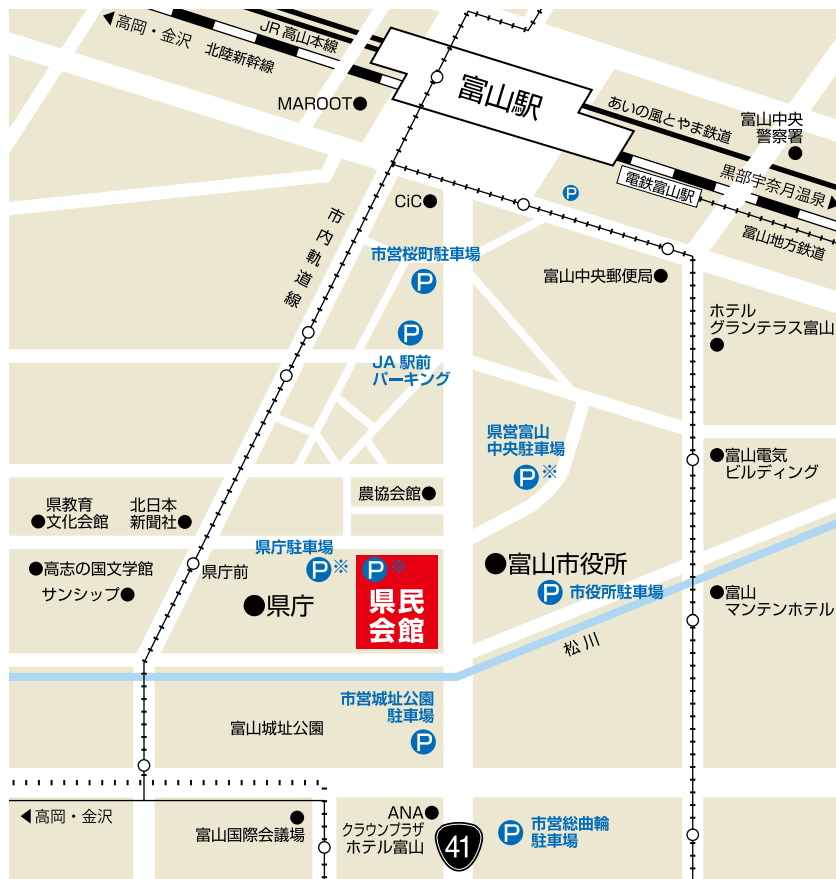 高岡・金沢
JR高山本線
北陸新幹線
富山駅
MAROOT
あいの風とやま鉄道
富山中央
警察署
黒部宇奈月温泉
電鉄富山駅
富山地方鉄道
P
CiC
市内軌道線
市営桜町駐車場
P
富山中央郵便局
ホテル
グランテラス富山
P
JA 駅前
パーキング
県営富山
中央駐車場
P※
富山電気
ビルディング
農協会館
県教育
文化会館
北日本
新聞社
県庁駐車場
P※
P※
高志の国文学館
県庁前
サンシップ
県庁
県民
会館
富山市役所
P 市役所駐車場
富山
マンテンホテル
松川
市営城址公園
駐車場
P
富山城址公園
高岡・金沢
富山国際会議場
ANA
クラウンプラザ
ホテル富山
41
P
市営総曲輪
駐車場